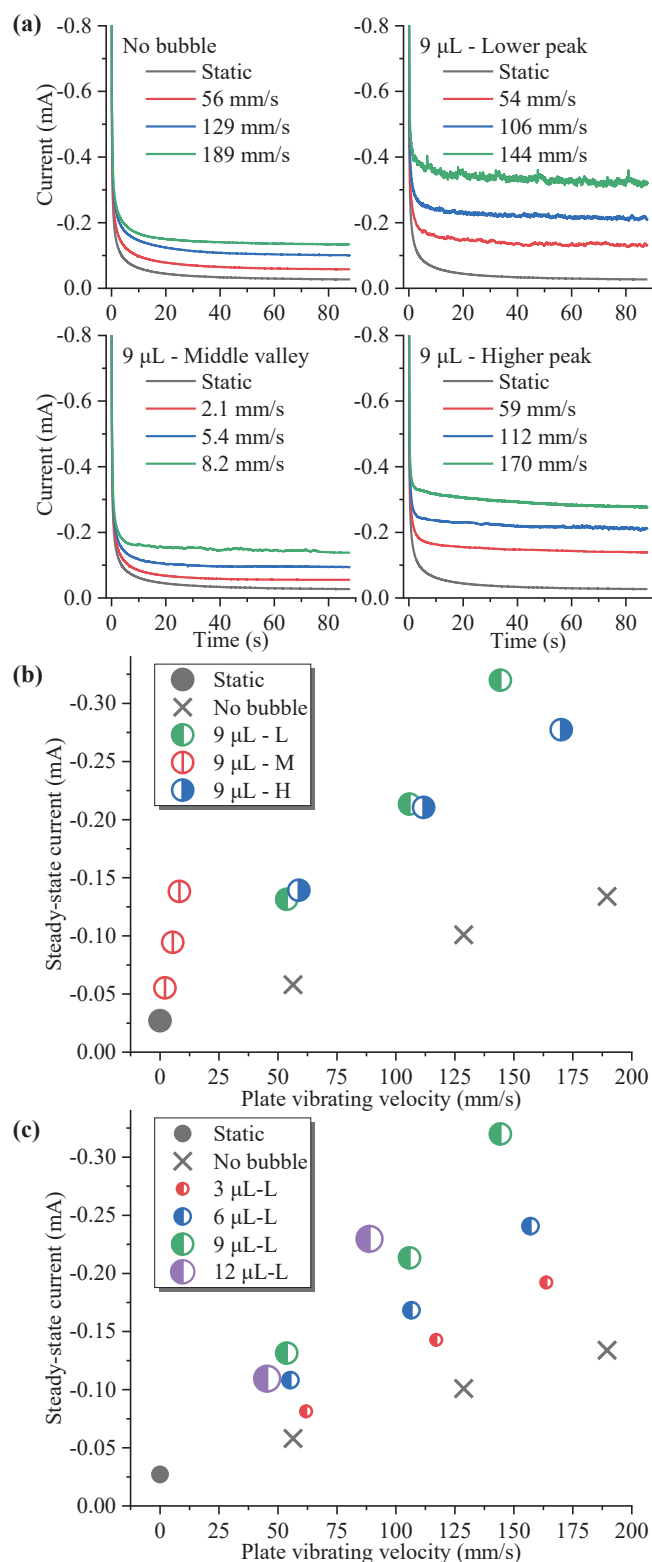 (a)
No bubble
Static
56 mm/s
129 mm/s
189 mm/s
Current (mA)
-0.8
-0.6
-0.4
-0.2
0.0
0 20 40 60 80
9 μL - Lower peak
Static
54 mm/s
106 mm/s
144 mm/s
-0.8
-0.6
-0.4
-0.2
0.0
0 20 40 60 80
9 μL - Middle valley
Static
2.1 mm/s
5.4 mm/s
8.2 mm/s
Current (mA)
-0.8
-0.6
-0.4
-0.2
0.0
0 20 40 60 80
Time (s)
9 μL - Higher peak
Static
59 mm/s
112 mm/s
170 mm/s
-0.8
-0.6
-0.4
-0.2
0.0
0 20 40 60 80
Time (s)
(b)
Static
No bubble
9 μL - L
9 μL - M
9 μL - H
Steady-state current (mA)
-0.30
-0.25
-0.20
-0.15
-0.10
-0.05
0.00
0 25 50 75 100 125 150 175 200
Plate vibrating velocity (mm/s)
(c)
Static
No bubble
3 μL-L
6 μL-L
9 μL-L
12 μL-L
Steady-state current (mA)
-0.30
-0.25
-0.20
-0.15
-0.10
-0.05
0.00
0 25 50 75 100 125 150 175 200
Plate vibrating velocity (mm/s)